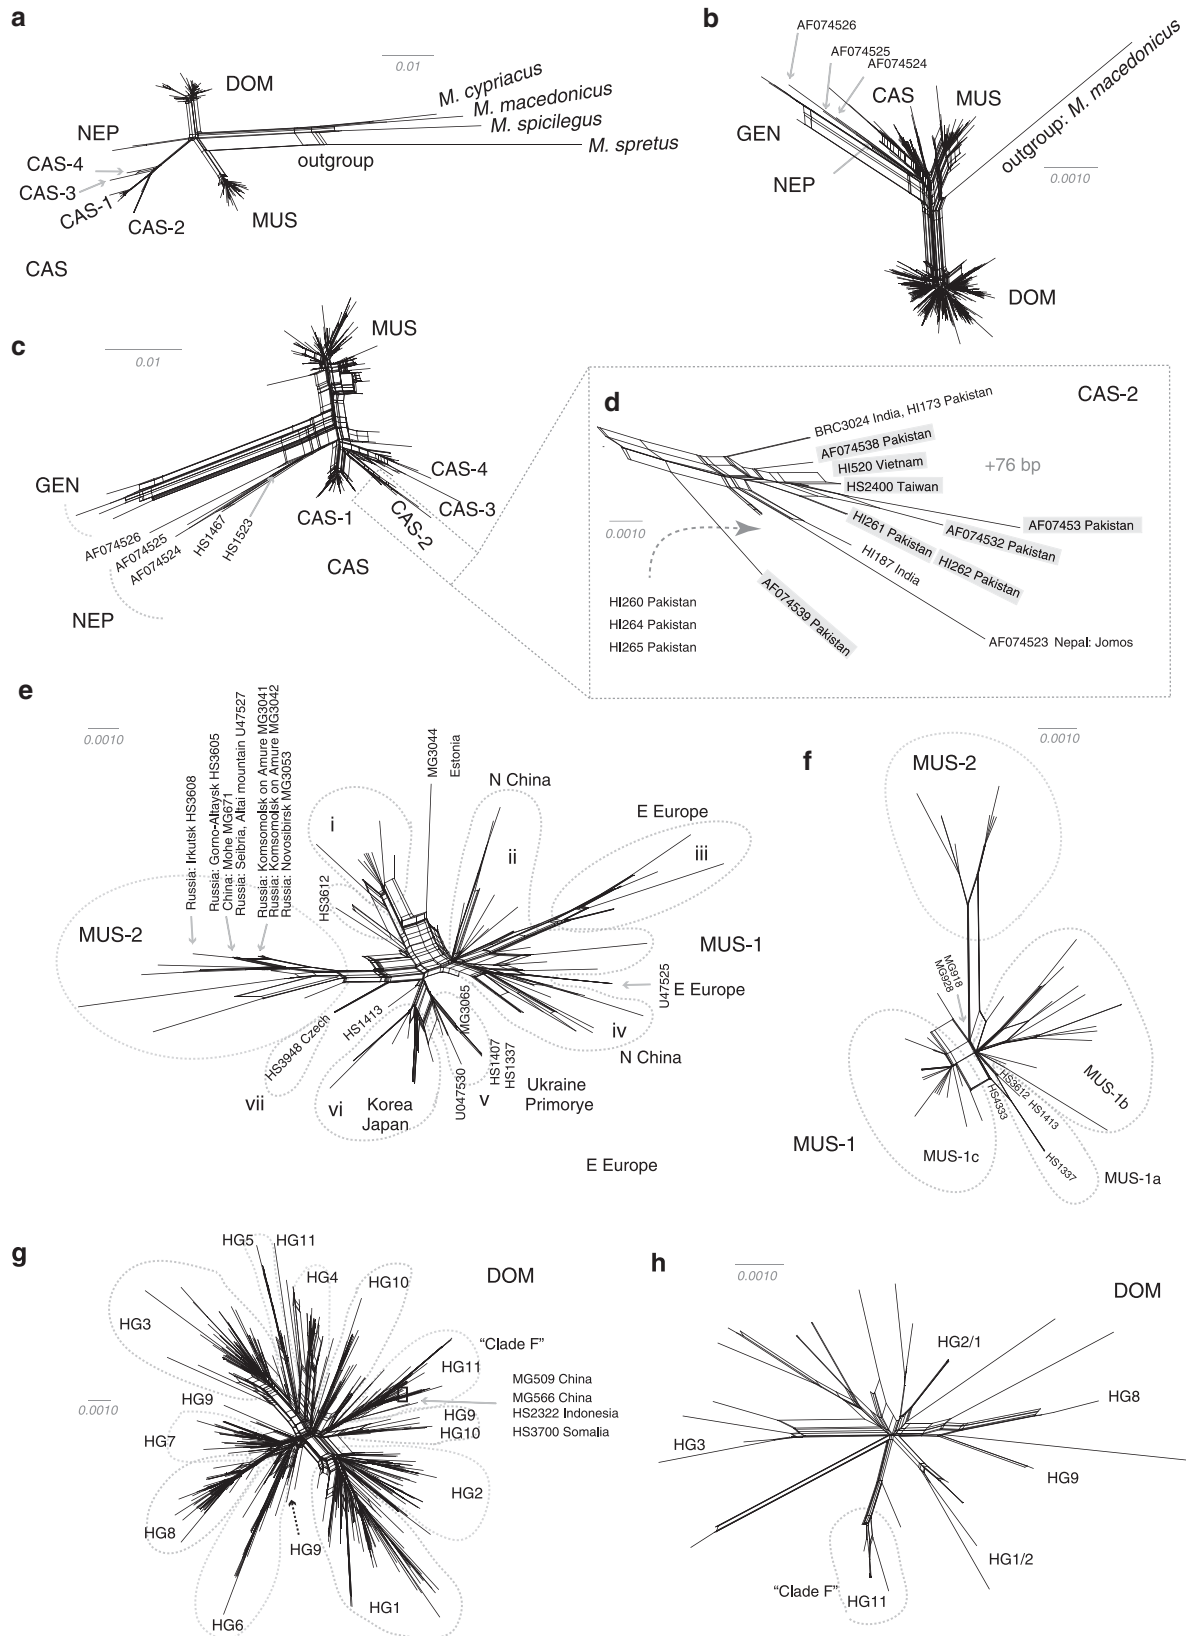 a
DOM
0.01
M. cypriacus
M. macedonicus
M. spicilegus
M. spretus
NEP
CAS-4
CAS-3
CAS-1
CAS-2
outgroup
MUS
CAS
b
AF074526
AF074525
AF074524
CAS
MUS
GEN
NEP
outgroup: M. macedonicus
0.0010
DOM
c
0.01
MUS
GEN
AF074526
AF074525
AF074524
HS1467
HS1523
CAS-4
CAS-3
CAS-2
CAS-1
CAS
NEP
d
CAS-2
BRC3024 India, HI173 Pakistan
AF074538 Pakistan
HI520 Vietnam
HS2400 Taiwan
+76 bp
0.0010
AF07453 Pakistan
AF074532 Pakistan
HI261 Pakistan
HI262 Pakistan
HI187 India
AF074539 Pakistan
HI260 Pakistan
HI264 Pakistan
HI265 Pakistan
AF074523 Nepal: Jomos
e
0.0010
Russia: Irkutsk HS3608
Russia: Gorno-Altaysk HS3605
China: Mohe MG671
Russia: Seibria, Altai mountain U47527
Russia: Komsomolsk on Amure MG3041
Russia: Komsomolsk on Amure MG3042
Russia: Novosibirsk MG3053
i
HS3612
MG3044
Estonia
N China
ii
E Europe
iii
MUS-2
MUS-1
U47525
E Europe
iv
N China
HS3948 Czech
HS1413
MG3065
vii
vi
Korea
Japan
U047530
v
HS1407
HS1337
Ukraine
Primorye
E Europe
f
0.0010
MUS-2
MG918
MG928
HS3612
HS1413
HS4333
HS1337
MUS-1b
MUS-1
MUS-1c
MUS-1a
g
HG5
HG11
HG4
HG10
DOM
HG3
"Clade F"
HG11
MG509 China
MG566 China
HS2322 Indonesia
HS3700 Somalia
0.0010
HG9
HG9
HG10
HG7
HG2
HG8
HG9
HG6
HG1
h
0.0010
DOM
HG2/1
HG8
HG3
HG9
HG1/2
"Clade F"
HG11